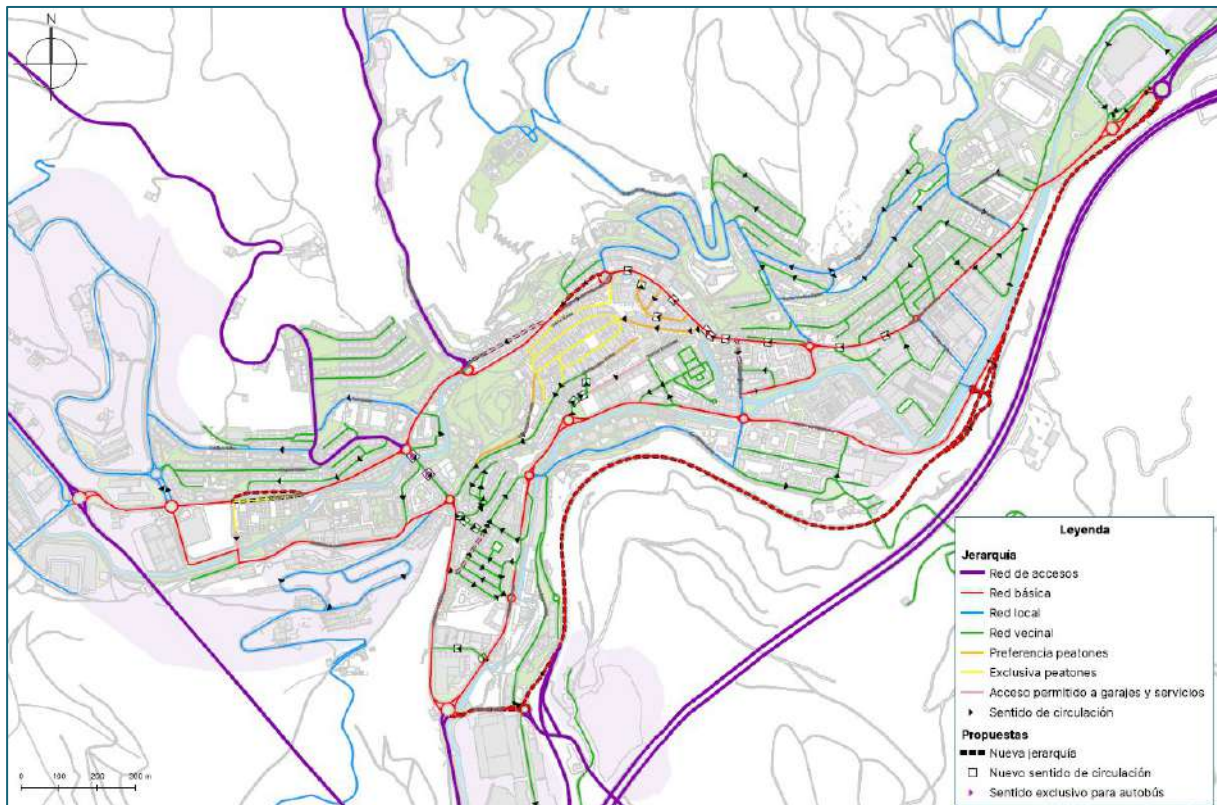 N
Leyenda
Jerarquía
Red de accesos
Red básica
Red local
Red vecinal
Preferencia peatones
Exclusiva peatones
Acceso permitido a garajes y servicios
Sentido de circulación
Propuestas
Nueva jerarquía
Nuevo sentido de circulación
Sentido exclusivo para autobús
0 100 200 300 m